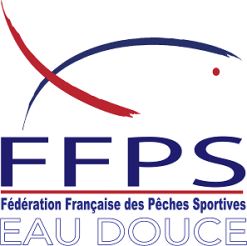 FFPS
Fédération Française des Pêches Sportives
EAU DOUCE